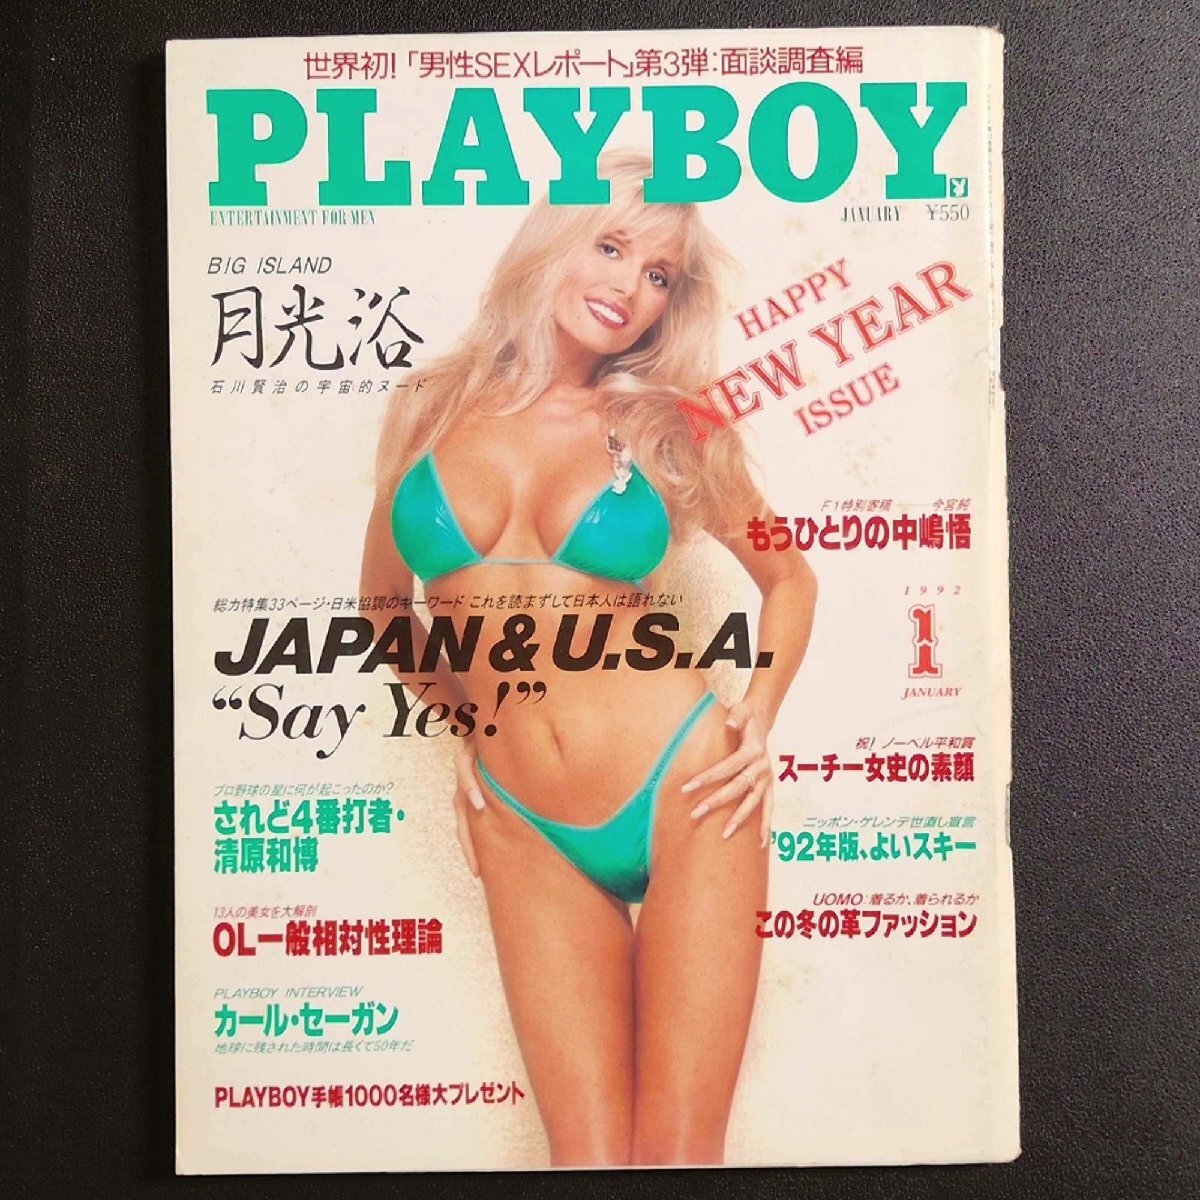 世界初！「男性SEXレポート」第3弾：面談調査編
PLAYBOY
ENTERTAINMENT FOR MEN
JANUARY ¥550
BIG ISLAND
月光浴
石川賢治の宇宙的ヌード
HAPPY
NEW YEAR
ISSUE
F1特別寄稿――今宮純
もうひとりの中嶋悟
1992
1
JANUARY
総力特集33ページ・日米協調のキーワード これを読まずして日本人は語れない
JAPAN & U.S.A.
“Say Yes!”
祝！ノーベル平和賞
スーチー女史の素顔
プロ野球の星に何が起こったのか？
されど4番打者・
清原和博
ニッポン・ゲレンデ世直し宣言
'92年版、よいスキー
13人の美女を大解剖
OL一般相対性理論
UOMO：着るか、着られるか
この冬の革ファッション
PLAYBOY INTERVIEW
カール・セーガン
地球に残された時間は長くて50年だ
PLAYBOY手帳1000名様大プレゼント